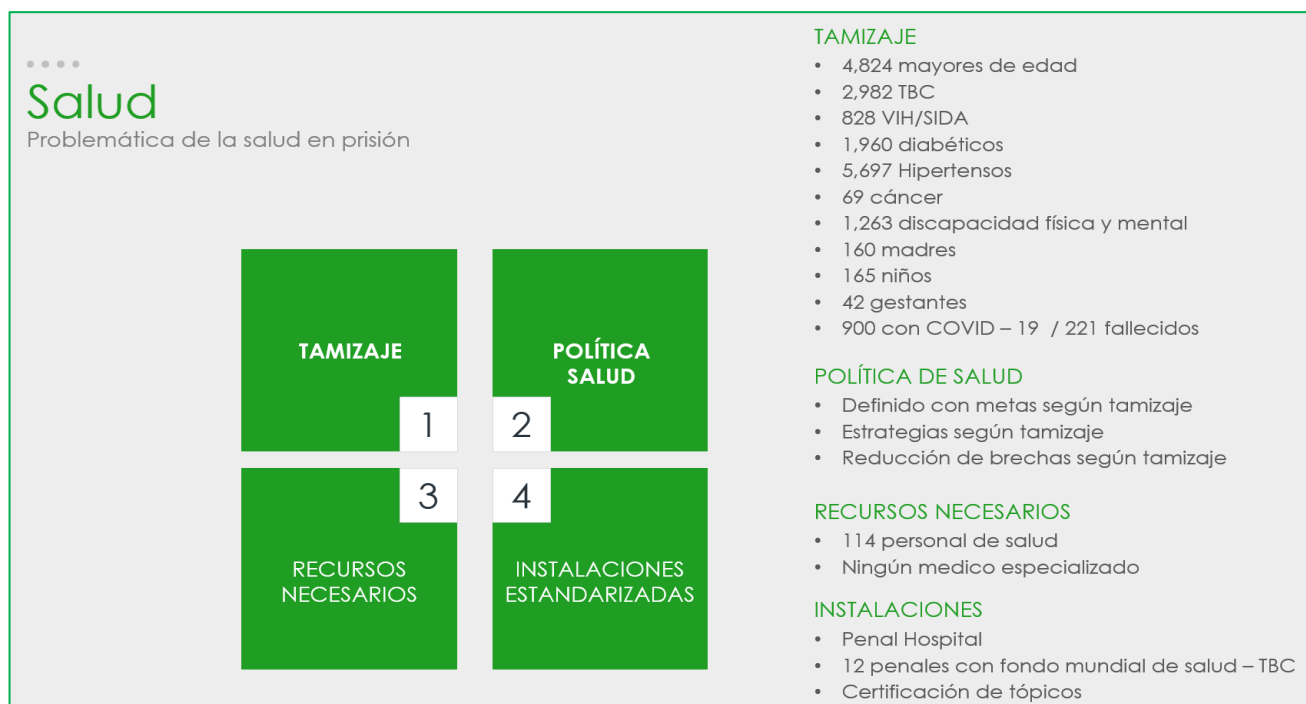 Salud
Problemática de la salud en prisión
TAMIZAJE
1
POLÍTICA
SALUD
2
3
RECURSOS
NECESARIOS
4
INSTALACIONES
ESTANDARIZADAS
TAMIZAJE
• 4,824 mayores de edad
• 2,982 TBC
• 828 VIH/SIDA
• 1,960 diabéticos
• 5,697 Hipertensos
• 69 cáncer
• 1,263 discapacidad física y mental
• 160 madres
• 165 niños
• 42 gestantes
• 900 con COVID – 19 / 221 fallecidos
POLÍTICA DE SALUD
• Definido con metas según tamizaje
• Estrategias según tamizaje
• Reducción de brechas según tamizaje
RECURSOS NECESARIOS
• 114 personal de salud
• Ningún medico especializado
INSTALACIONES
• Penal Hospital
• 12 penales con fondo mundial de salud – TBC
• Certificación de tópicos